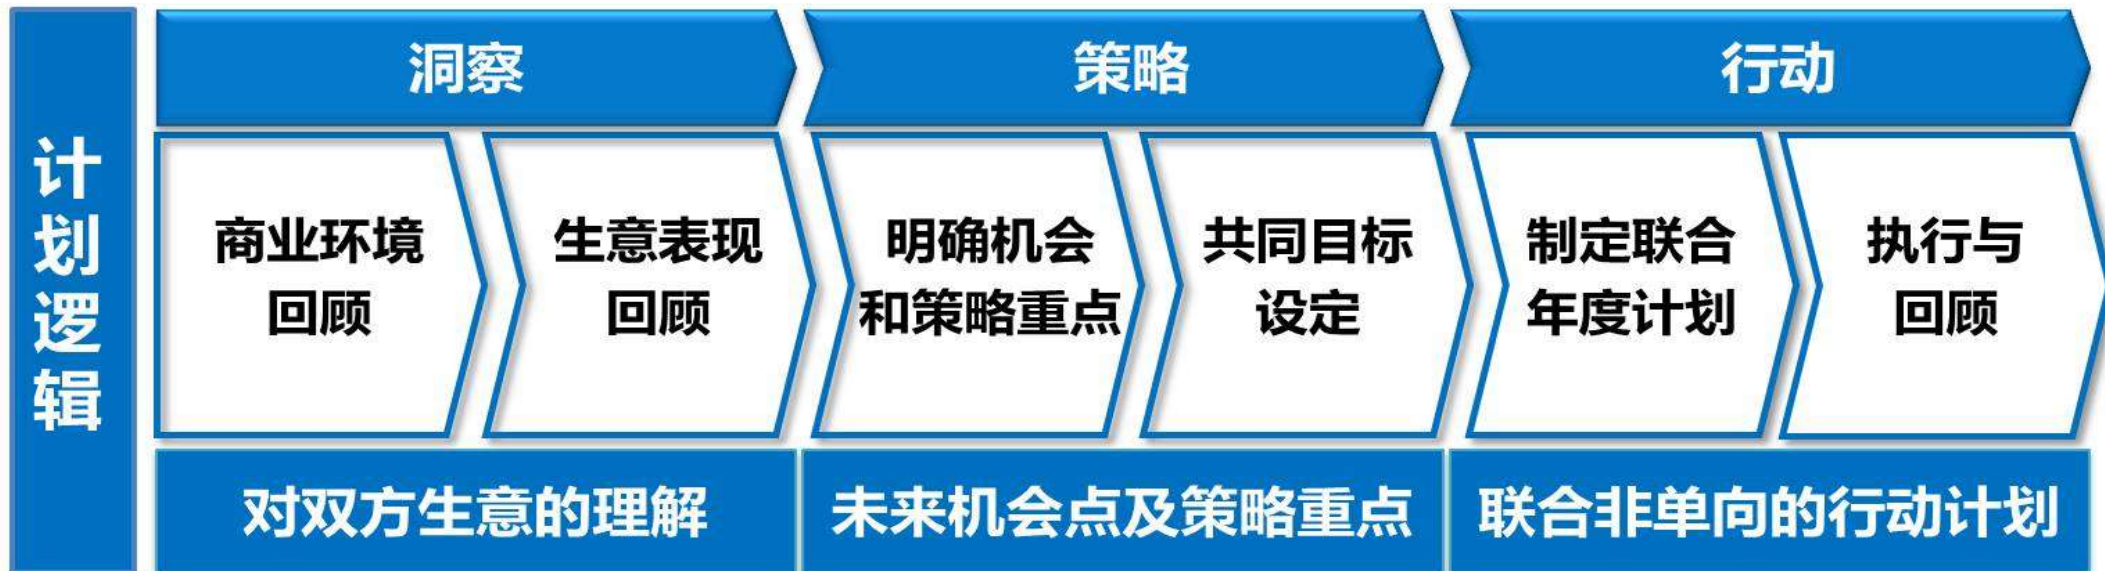 计划逻辑
洞察
策略
行动
商业环境
回顾
生意表现
回顾
明确机会
和策略重点
共同目标
设定
制定联合
年度计划
执行与
回顾
对双方生意的理解
未来机会点及策略重点
联合非单向的行动计划